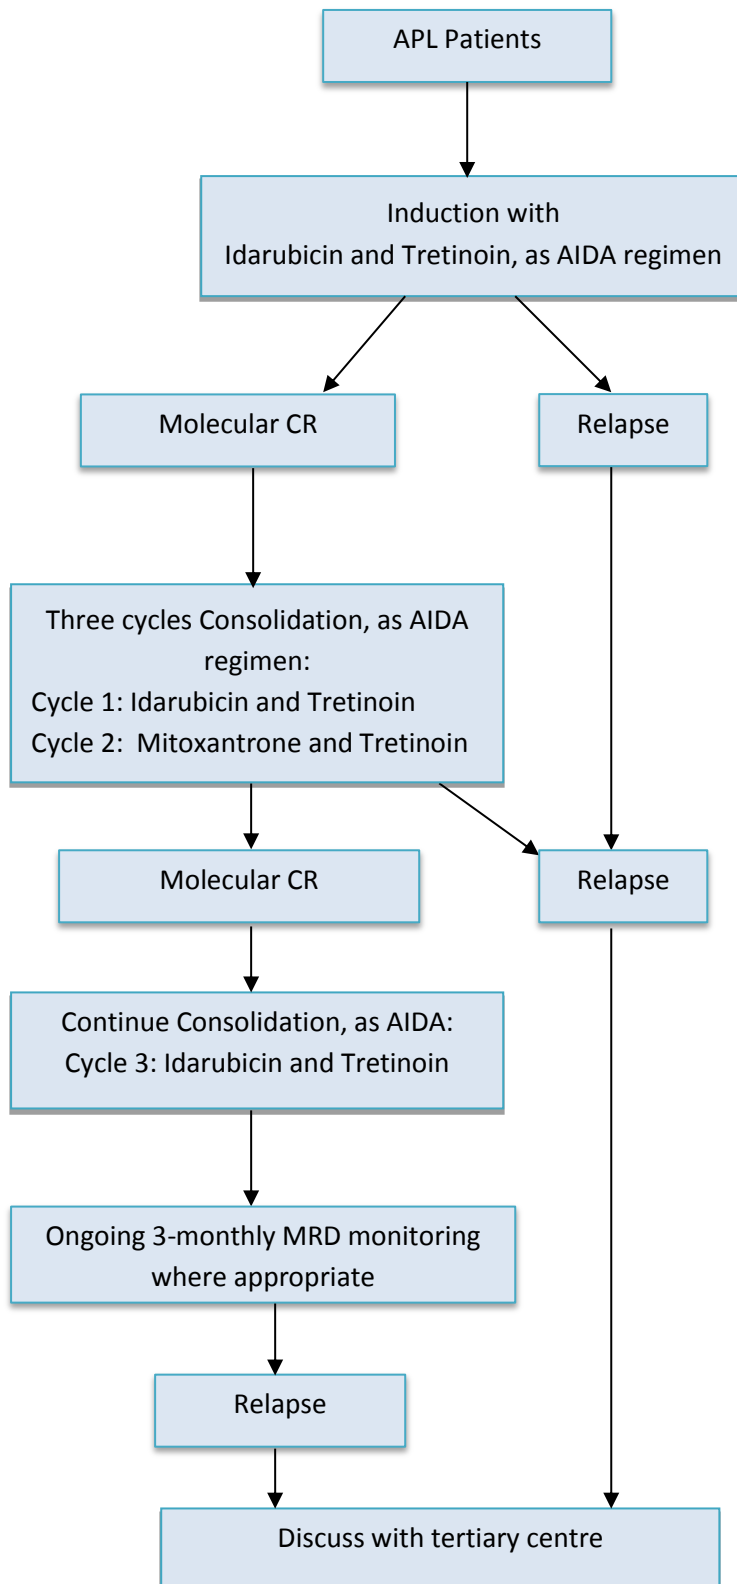 APL Patients
Induction with
Idarubicin and Tretinoin, as AIDA regimen
Molecular CR
Relapse
Three cycles Consolidation, as AIDA
regimen:
Cycle 1: Idarubicin and Tretinoin
Cycle 2: Mitoxantrone and Tretinoin
Molecular CR
Relapse
Continue Consolidation, as AIDA:
Cycle 3: Idarubicin and Tretinoin
Ongoing 3-monthly MRD monitoring
where appropriate
Relapse
Discuss with tertiary centre